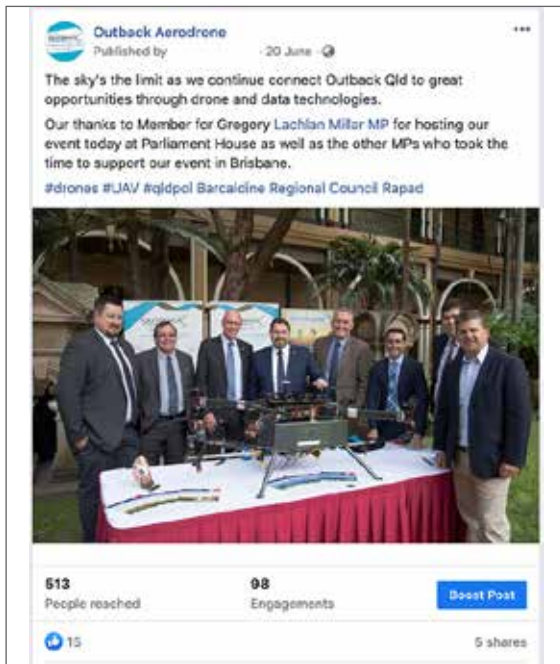 Outback Aerodrone
Published by · 20 June ·
The sky's the limit as we continue connect Outback Qld to great
opportunities through drone and data technologies.
Our thanks to Member for Gregory Lachlan Millar MP for hosting our
event today at Parliament House as well as the other MPs who took the
time to support our event in Brisbane.
#drones #UAV #qldpol Barcaldine Regional Council Rapad
513
People reached
98
Engagements
Boost Post
15
5 shares